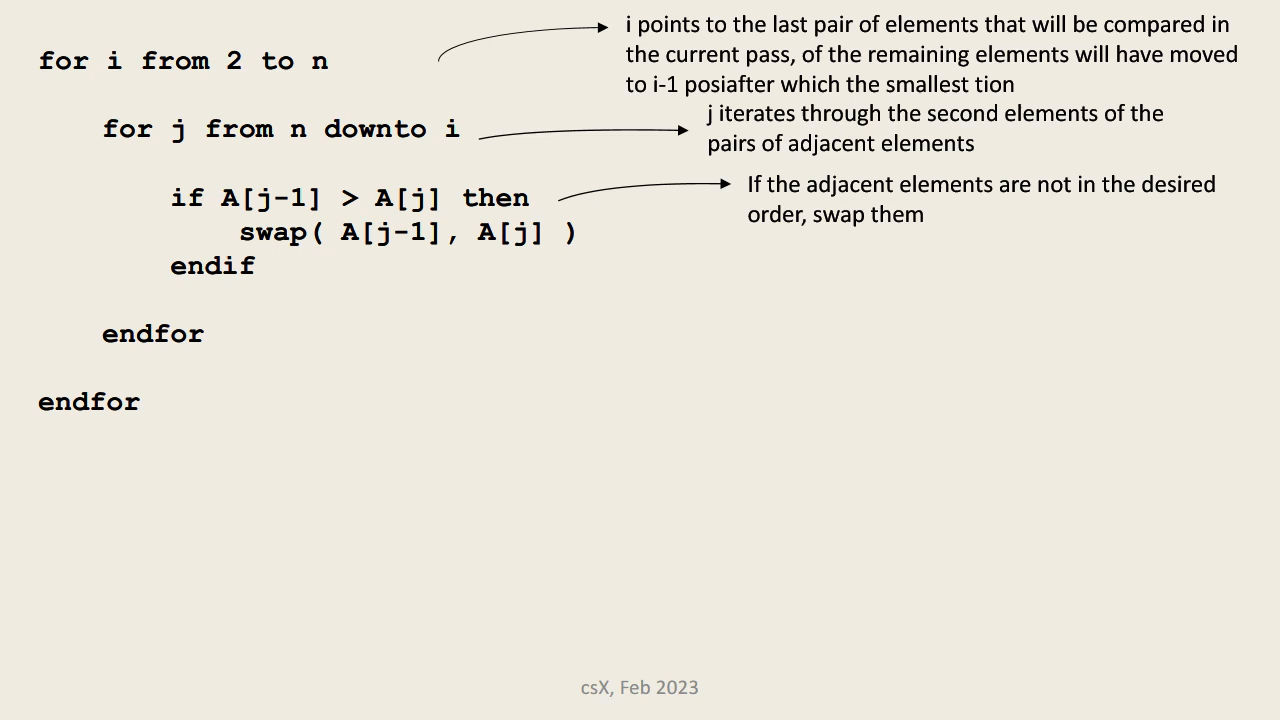 for i from 2 to n
i points to the last pair of elements that will be compared in
the current pass, of the remaining elements will have moved
to i-1 posiafter which the smallest tion
for j from n downto i
j iterates through the second elements of the
pairs of adjacent elements
if A[j-1] > A[j] then
If the adjacent elements are not in the desired
order, swap them
swap( A[j-1], A[j] )
endif
endfor
endfor
csX, Feb 2023